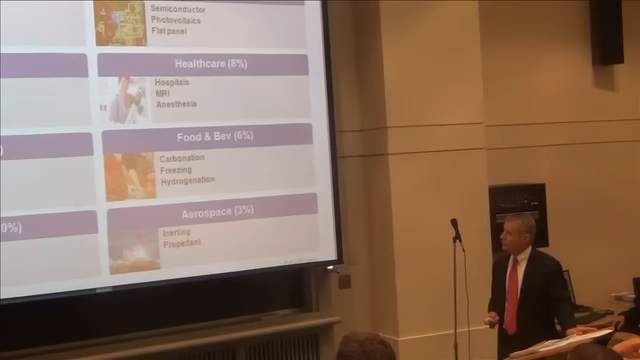 Semiconductor
Photovoltaics
Flat panel
Healthcare (8%)
Hospitals
MRI
Anesthesia
)
Food & Bev (6%)
Carbonation
Freezing
Hydrogenation
0%)
Aerospace (3%)
Inerting
Propellant